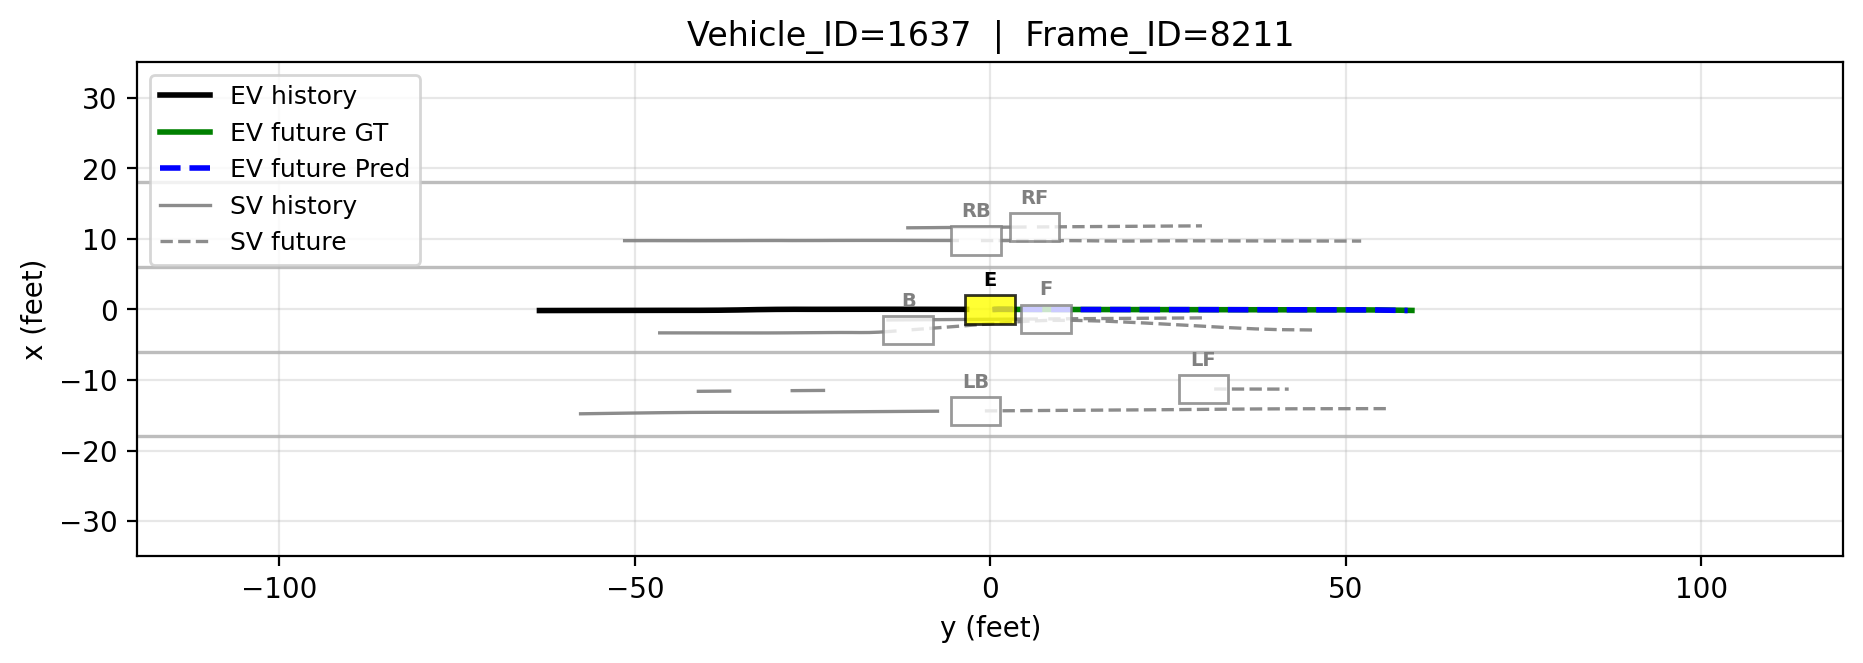 Vehicle_ID=1637 | Frame_ID=8211
EV history
EV future GT
EV future Pred
SV history
SV future
x (feet)
30
20
10
0
−10
−20
−30
RB
RF
E
B
F
LB
LF
−100
−50
0
50
100
y (feet)